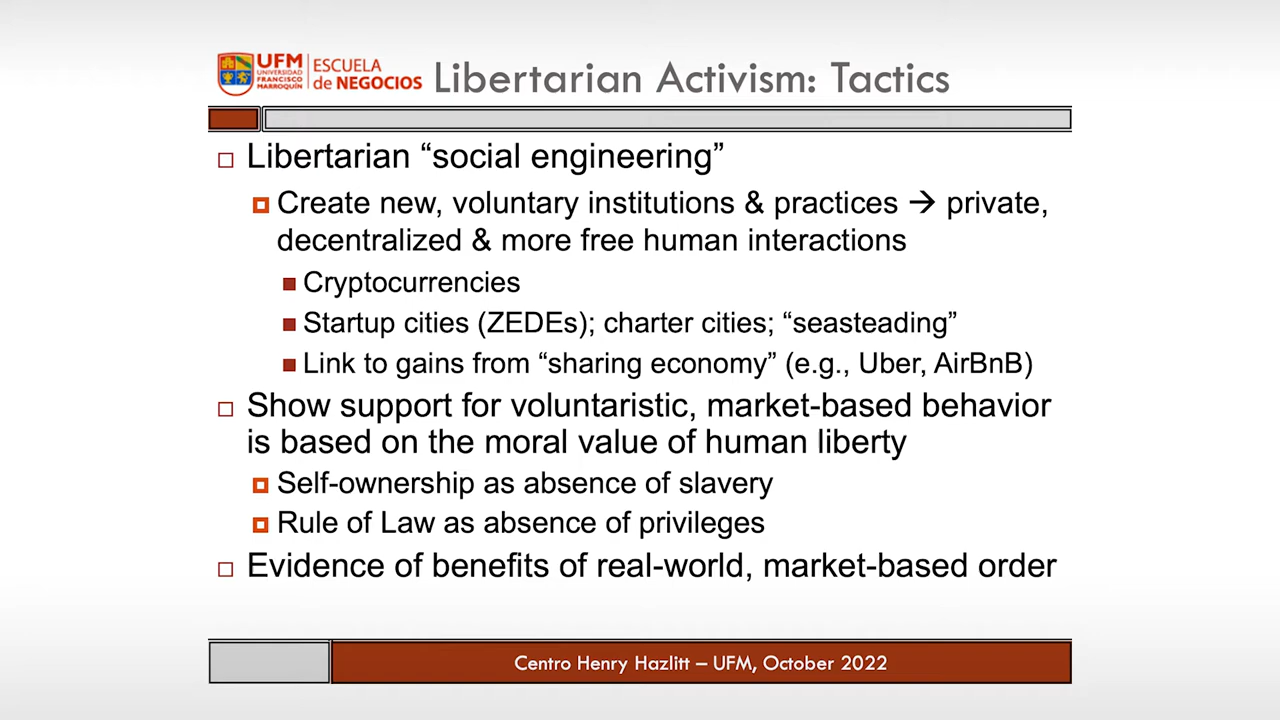 UFM
UNIVERSIDAD
FRANCISCO
MARROQUÍN
ESCUELA
de NEGOCIOS
Libertarian Activism: Tactics
Libertarian “social engineering”
Create new, voluntary institutions & practices → private,
decentralized & more free human interactions
Cryptocurrencies
Startup cities (ZEDEs); charter cities; “seasteading”
Link to gains from “sharing economy” (e.g., Uber, AirBnB)
Show support for voluntaristic, market-based behavior
is based on the moral value of human liberty
Self-ownership as absence of slavery
Rule of Law as absence of privileges
Evidence of benefits of real-world, market-based order
Centro Henry Hazlitt – UFM, October 2022